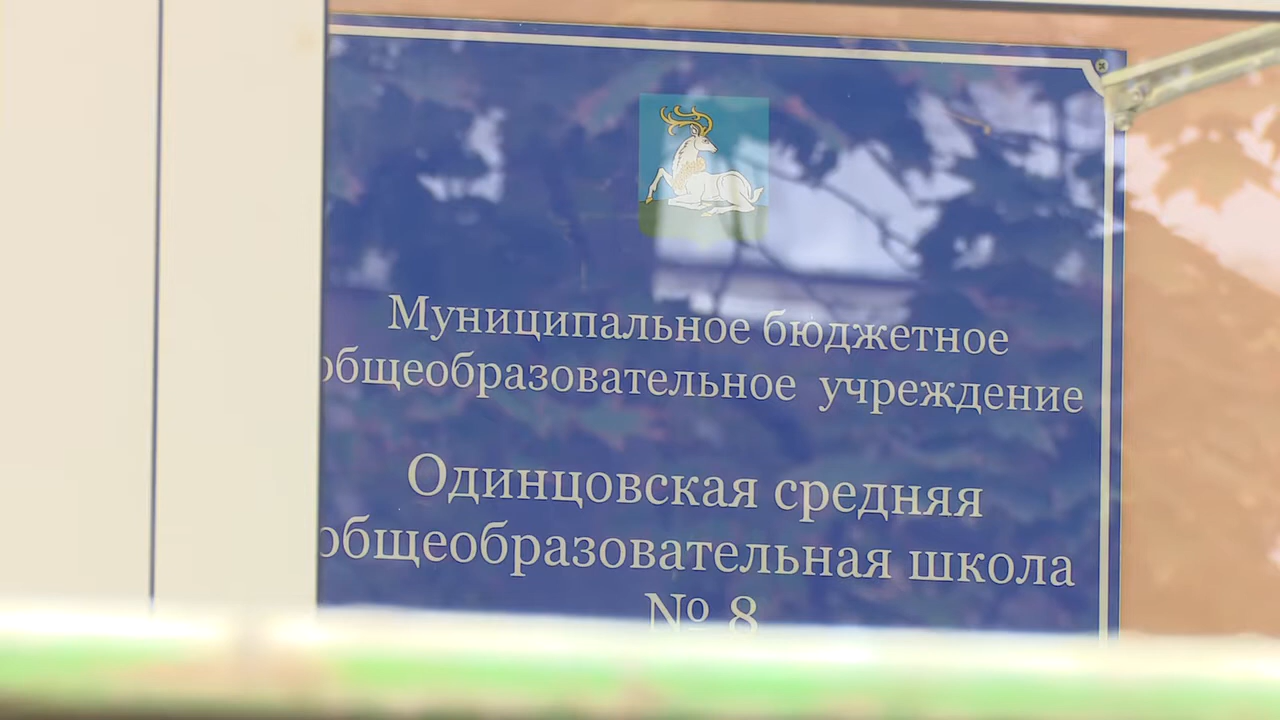 Муниципальное бюджетное
общеобразовательное учреждение
Одинцовская средняя
общеобразовательная школа
№ 8